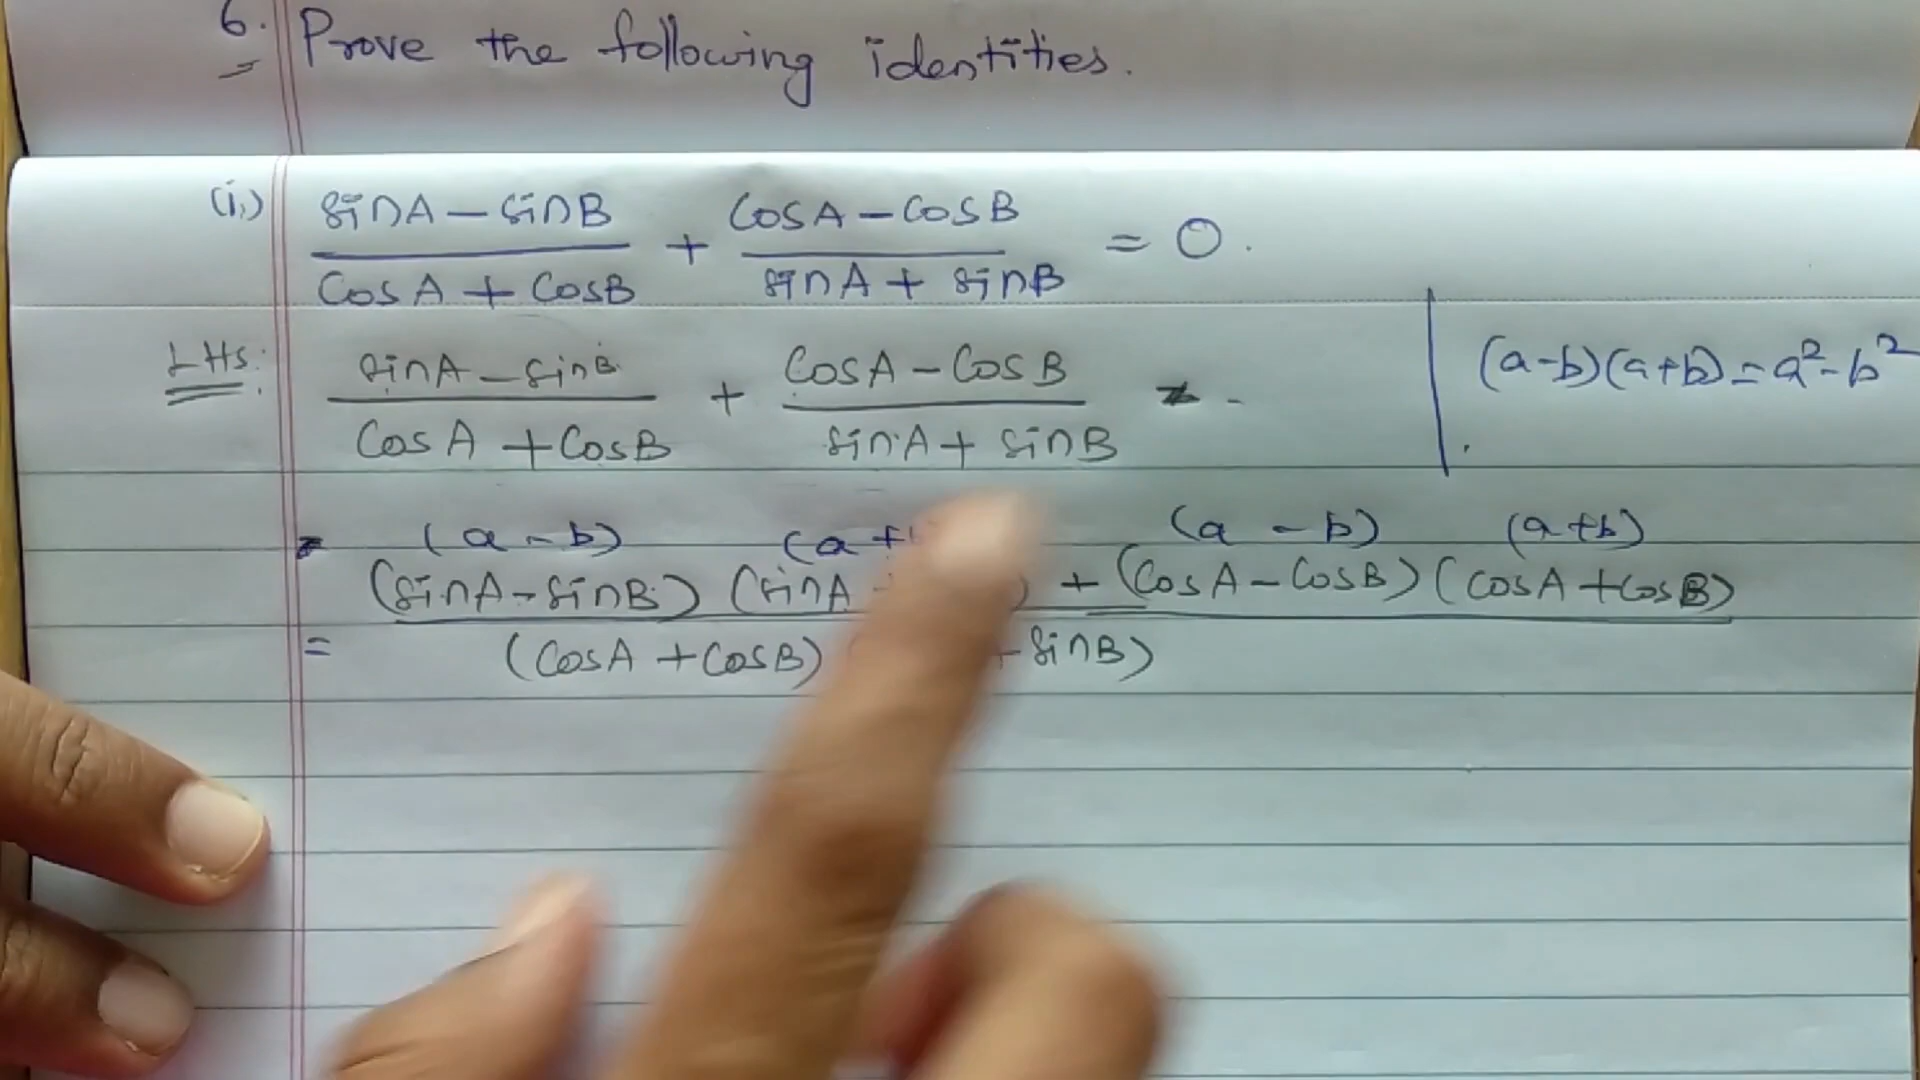 6. Prove the following identities.
(i) sinA - sinB / cosA + cosB + cosA - cosB / sinA + sinB = 0.
LHS: sinA - sinB / cosA + cosB + cosA - cosB / sinA + sinB
(a-b)(a+b) = a² - b²
(a - b) (a + (a - b) (a+b)
= (sinA - sinB) (sinA ) + (cosA - cosB) (cosA + cosB)
(cosA + cosB) + sinB)